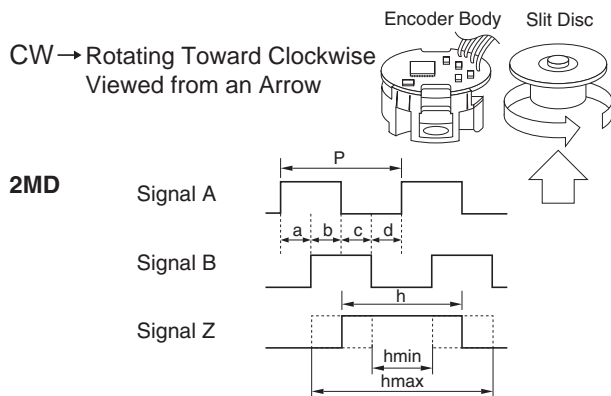 Encoder Body Slit Disc
CW → Rotating Toward Clockwise
Viewed from an Arrow
P
2MD
Signal A
a b c d
Signal B
h
Signal Z
hmin
hmax